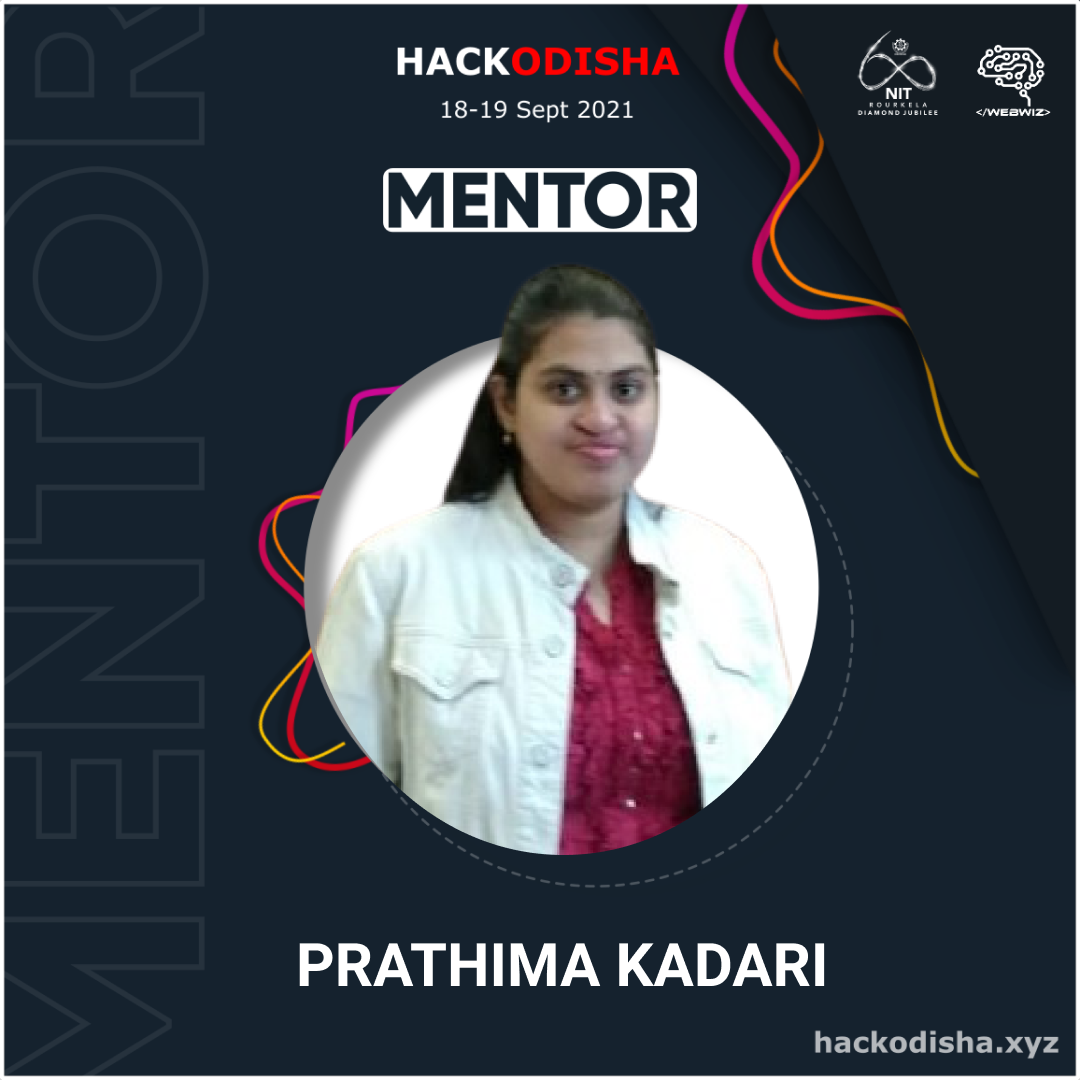 HACKODISHA
18-19 Sept 2021
NIT
ROURKELA
DIAMOND JUBILEE
</WEBWIZ>
MENTOR
MENTOR
PRATHIMA KADARI
hackodisha.xyz